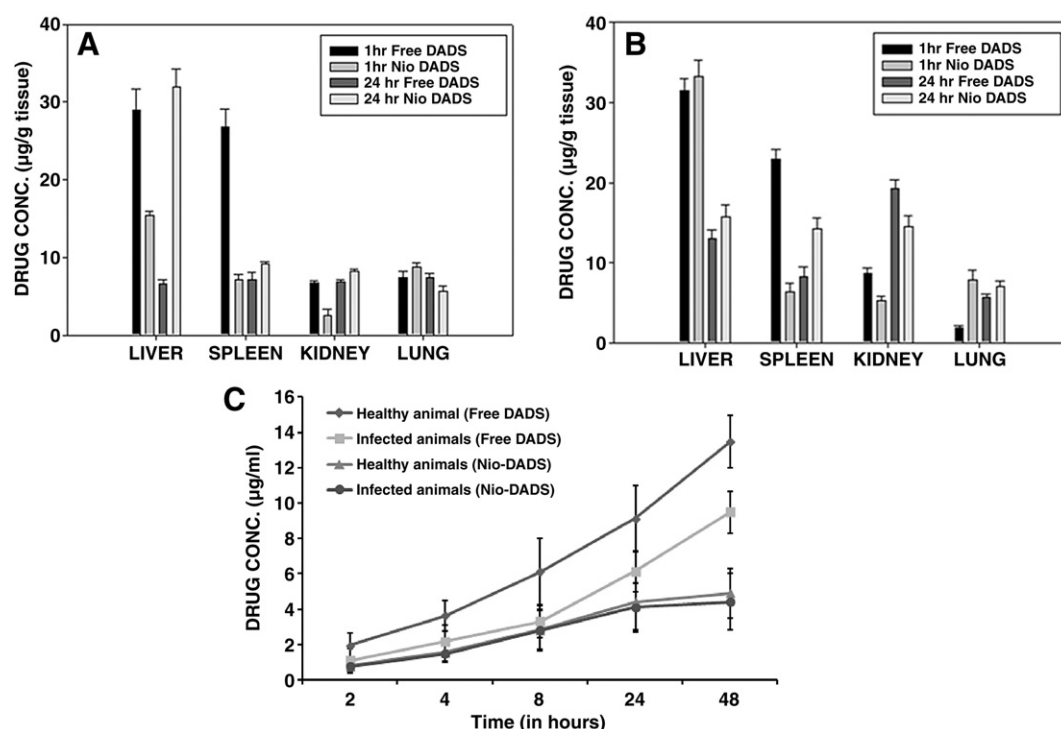 A
40
30
20
10
0
DRUG CONC. (µg/g tissue)
1hr Free DADS
1hr Nio DADS
24 hr Free DADS
24 hr Nio DADS
LIVER SPLEEN KIDNEY LUNG
B
40
30
20
10
0
DRUG CONC. (µg/g tissue)
1hr Free DADS
1hr Nio DADS
24 hr Free DADS
24 hr Nio DADS
LIVER SPLEEN KIDNEY LUNG
C
16
14
12
10
8
6
4
2
0
DRUG CONC. (µg/ml)
Healthy animal (Free DADS)
Infected animals (Free DADS)
Healthy animals (Nio-DADS)
Infected animals (Nio-DADS)
2 4 8 24 48
Time (in hours)